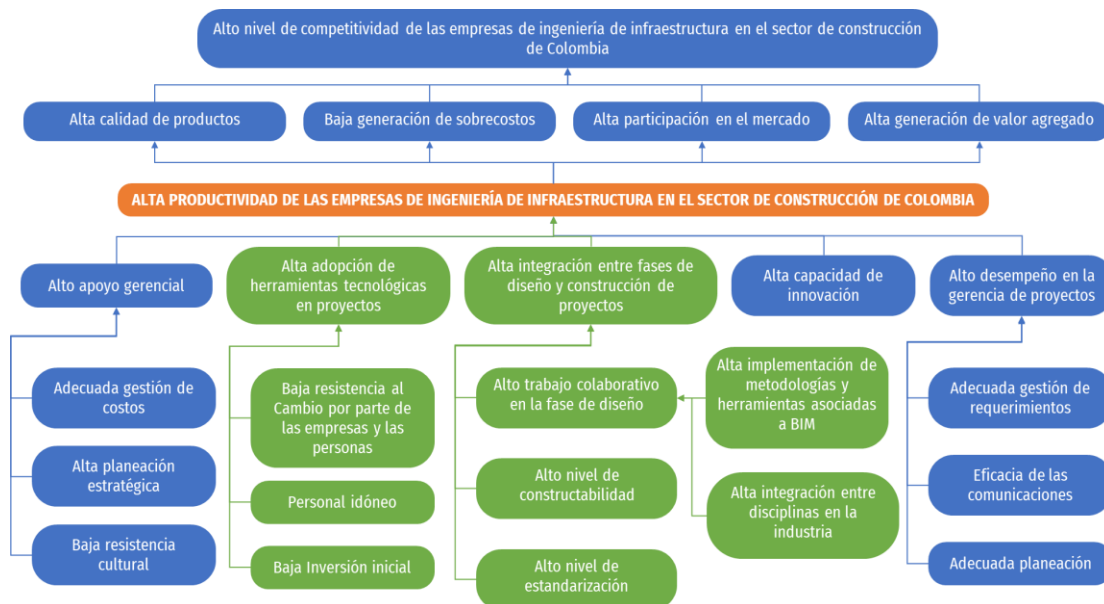 Alto nivel de competitividad de las empresas de ingeniería de infraestructura en el sector de construcción
de Colombia
Alta calidad de productos
Baja generación de sobrecostos
Alta participación en el mercado
Alta generación de valor agregado
ALTA PRODUCTIVIDAD DE LAS EMPRESAS DE INGENIERÍA DE INFRAESTRUCTURA EN EL SECTOR DE CONSTRUCCIÓN DE COLOMBIA
Alto apoyo gerencial
Alta adopción de
herramientas tecnológicas
en proyectos
Alta integración entre fases de
diseño y construcción de
proyectos
Alta capacidad de
innovación
Alto desempeño en la
gerencia de proyectos
Adecuada gestión de
costos
Alta planeación
estratégica
Baja resistencia
cultural
Baja resistencia al
Cambio por parte de
las empresas y las
personas
Personal idóneo
Baja Inversión inicial
Alto trabajo colaborativo
en la fase de diseño
Alto nivel de
constructabilidad
Alto nivel de
estandarización
Alta implementación de
metodologías y
herramientas asociadas
a BIM
Alta integración entre
disciplinas en la
industria
Adecuada gestión de
requerimientos
Eficacia de las
comunicaciones
Adecuada planeación